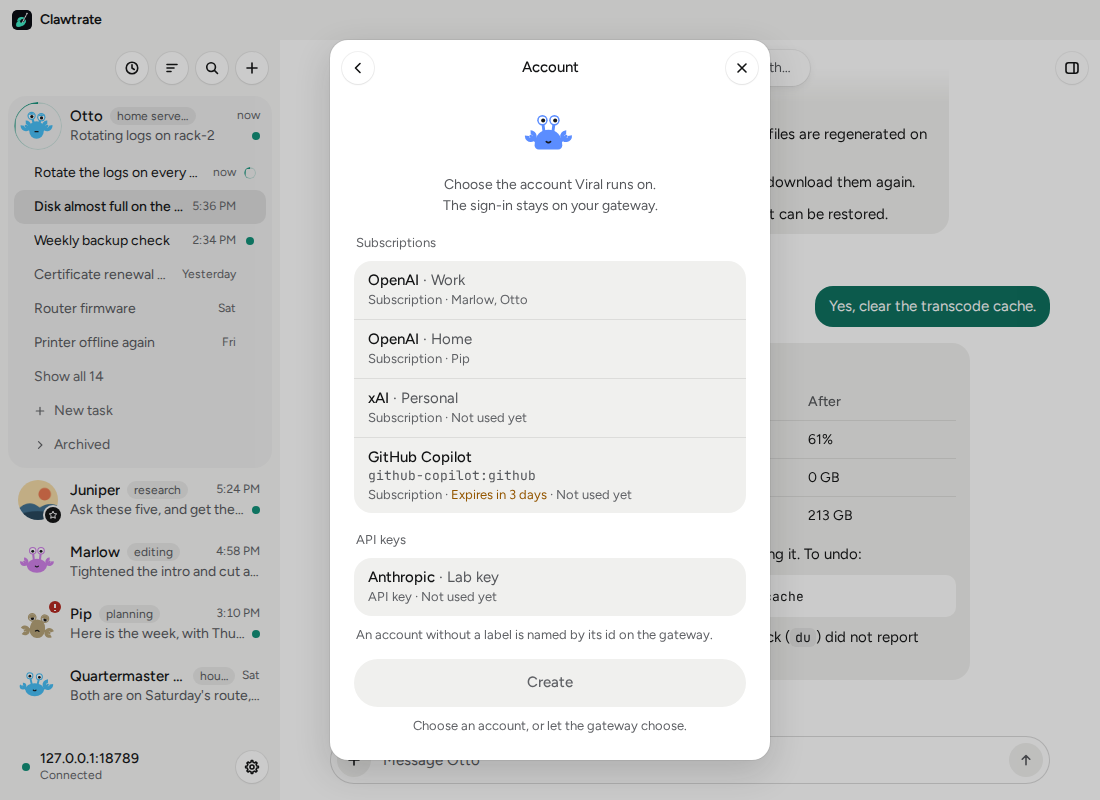 Clawtrate
Otto
home serve...
now
Rotating logs on rack-2
Rotate the logs on every ...
now
Disk almost full on the ...
5:36 PM
Weekly backup check
2:34 PM
Certificate renewal ...
Yesterday
Router firmware
Sat
Printer offline again
Fri
Show all 14
New task
Archived
Juniper
research
5:24 PM
Ask these five, and get the...
Marlow
editing
4:58 PM
Tightened the intro and cut a...
Pip
planning
3:10 PM
Here is the week, with Thu...
Quartermaster ...
hou...
Sat
Both are on Saturday's route,...
127.0.0.1:18789
Connected
Account
Choose the account Viral runs on.
The sign-in stays on your gateway.
Subscriptions
OpenAI · Work
Subscription · Marlow, Otto
OpenAI · Home
Subscription · Pip
xAI · Personal
Subscription · Not used yet
GitHub Copilot
github-copilot:github
Subscription · Expires in 3 days · Not used yet
API keys
Anthropic · Lab key
API key · Not used yet
An account without a label is named by its id on the gateway.
Create
Choose an account, or let the gateway choose.
th...
files are regenerated on
download them again.
t can be restored.
Yes, clear the transcode cache.
After
61%
0 GB
213 GB
ng it. To undo:
cache
ck ( du ) did not report
Message Otto